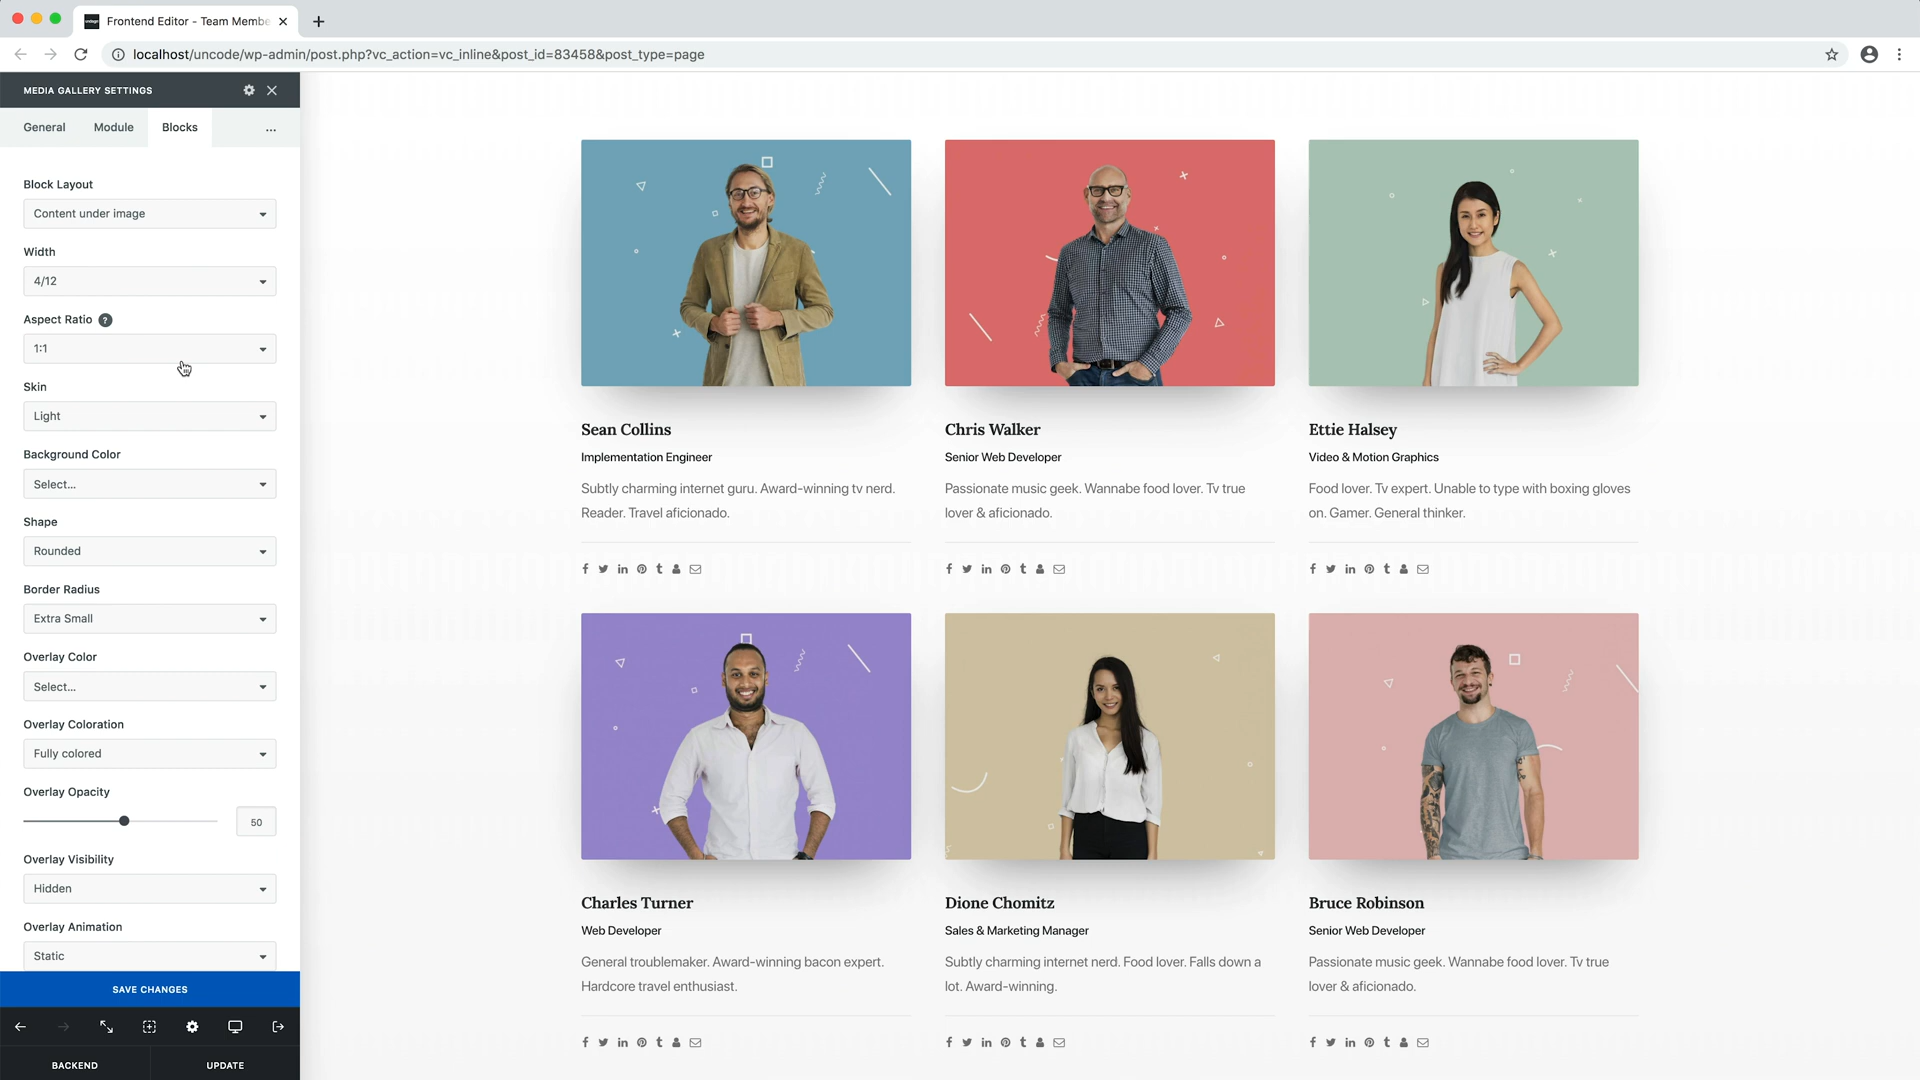 Frontend Editor - Team Membe
localhost/uncode/wp-admin/post.php?vc_action=vc_inline&post_id=83458&post_type=page
MEDIA GALLERY SETTINGS
General
Module
Blocks
...
Block Layout
Content under image
Width
4/12
Aspect Ratio ?
1:1
Skin
Light
Background Color
Select...
Shape
Rounded
Border Radius
Extra Small
Overlay Color
Select...
Overlay Coloration
Fully colored
Overlay Opacity
50
Overlay Visibility
Hidden
Overlay Animation
Static
SAVE CHANGES
BACKEND
UPDATE
Sean Collins
Implementation Engineer
Subtly charming internet guru. Award-winning tv nerd.
Reader. Travel aficionado.
Chris Walker
Senior Web Developer
Passionate music geek. Wannabe food lover. Tv true
lover & aficionado.
Ettie Halsey
Video & Motion Graphics
Food lover. Tv expert. Unable to type with boxing gloves
on. Gamer. General thinker.
Charles Turner
Web Developer
General troublemaker. Award-winning bacon expert.
Hardcore travel enthusiast.
Dione Chomitz
Sales & Marketing Manager
Subtly charming internet nerd. Food lover. Falls down a
lot. Award-winning.
Bruce Robinson
Senior Web Developer
Passionate music geek. Wannabe food lover. Tv true
lover & aficionado.